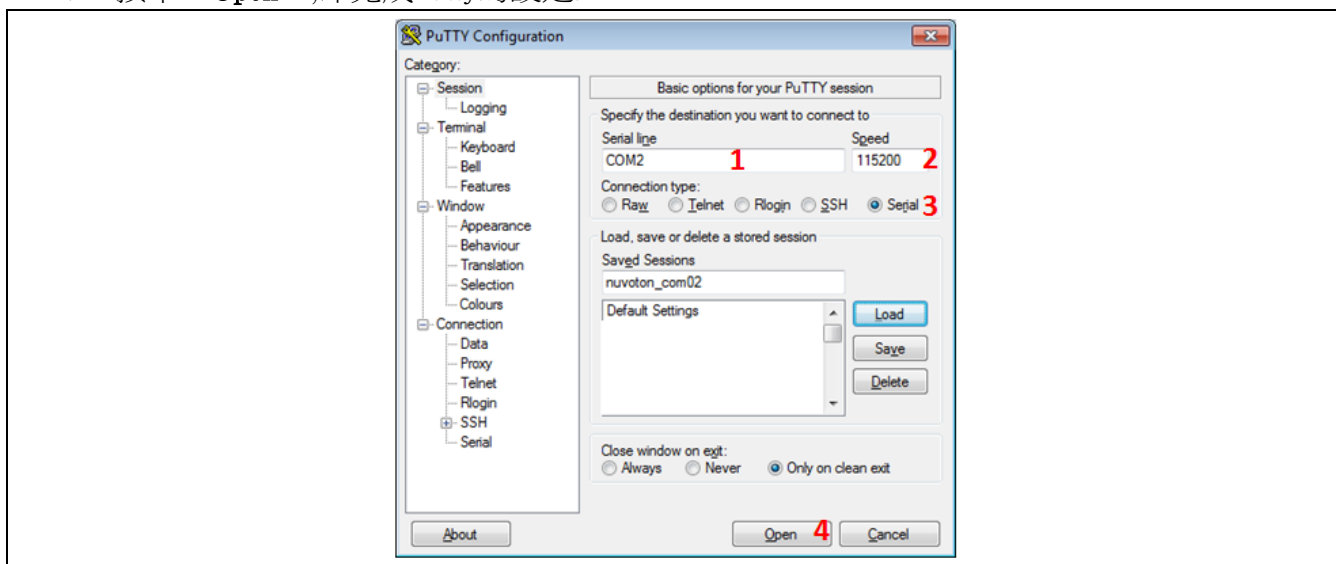 PuTTY Configuration
Category:
Session
Logging
Terminal
Keyboard
Bell
Features
Window
Appearance
Behaviour
Translation
Selection
Colours
Connection
Data
Proxy
Telnet
Rlogin
SSH
Serial
Basic options for your PuTTY session
Specify the destination you want to connect to
Serial line Speed
COM2 1 115200 2
Connection type:
Raw Telnet Rlogin SSH Serial 3
Load, save or delete a stored session
Saved Sessions
nuvoton_com02
Default Settings
Load
Save
Delete
Close window on exit:
Always Never Only on clean exit
About Open 4 Cancel